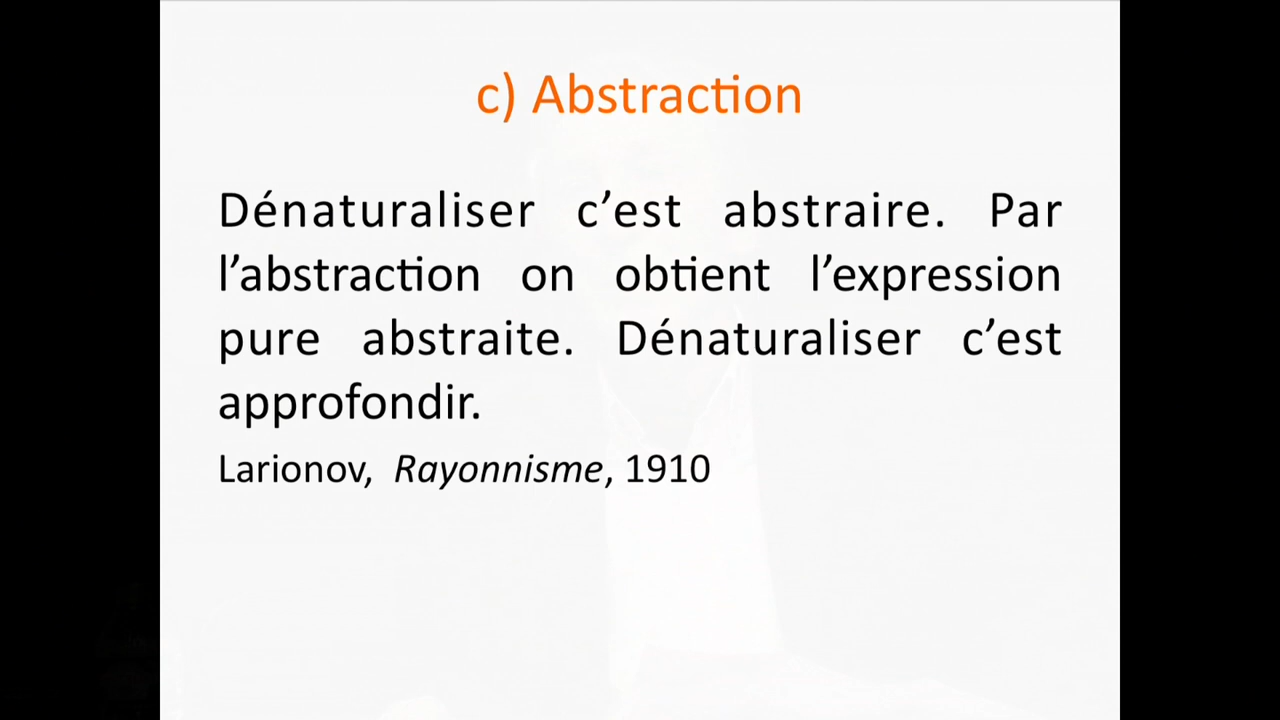 c) Abstraction
Dénaturaliser c’est abstraire. Par
l’abstraction on obtient l’expression
pure abstraite. Dénaturaliser c’est
approfondir.
Larionov, Rayonnisme, 1910